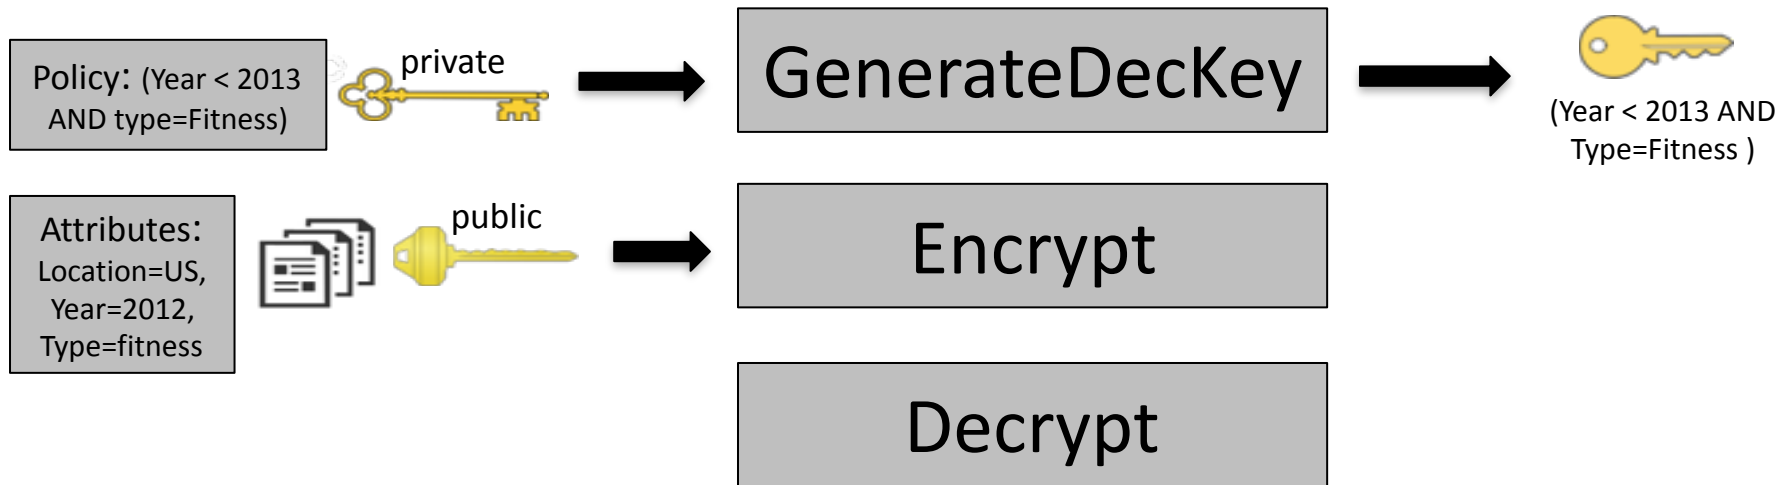 Policy: (Year < 2013
AND type=Fitness)
private
GenerateDecKey
(Year < 2013 AND
Type=Fitness )
Attributes:
Location=US,
Year=2012,
Type=fitness
public
Encrypt
Decrypt